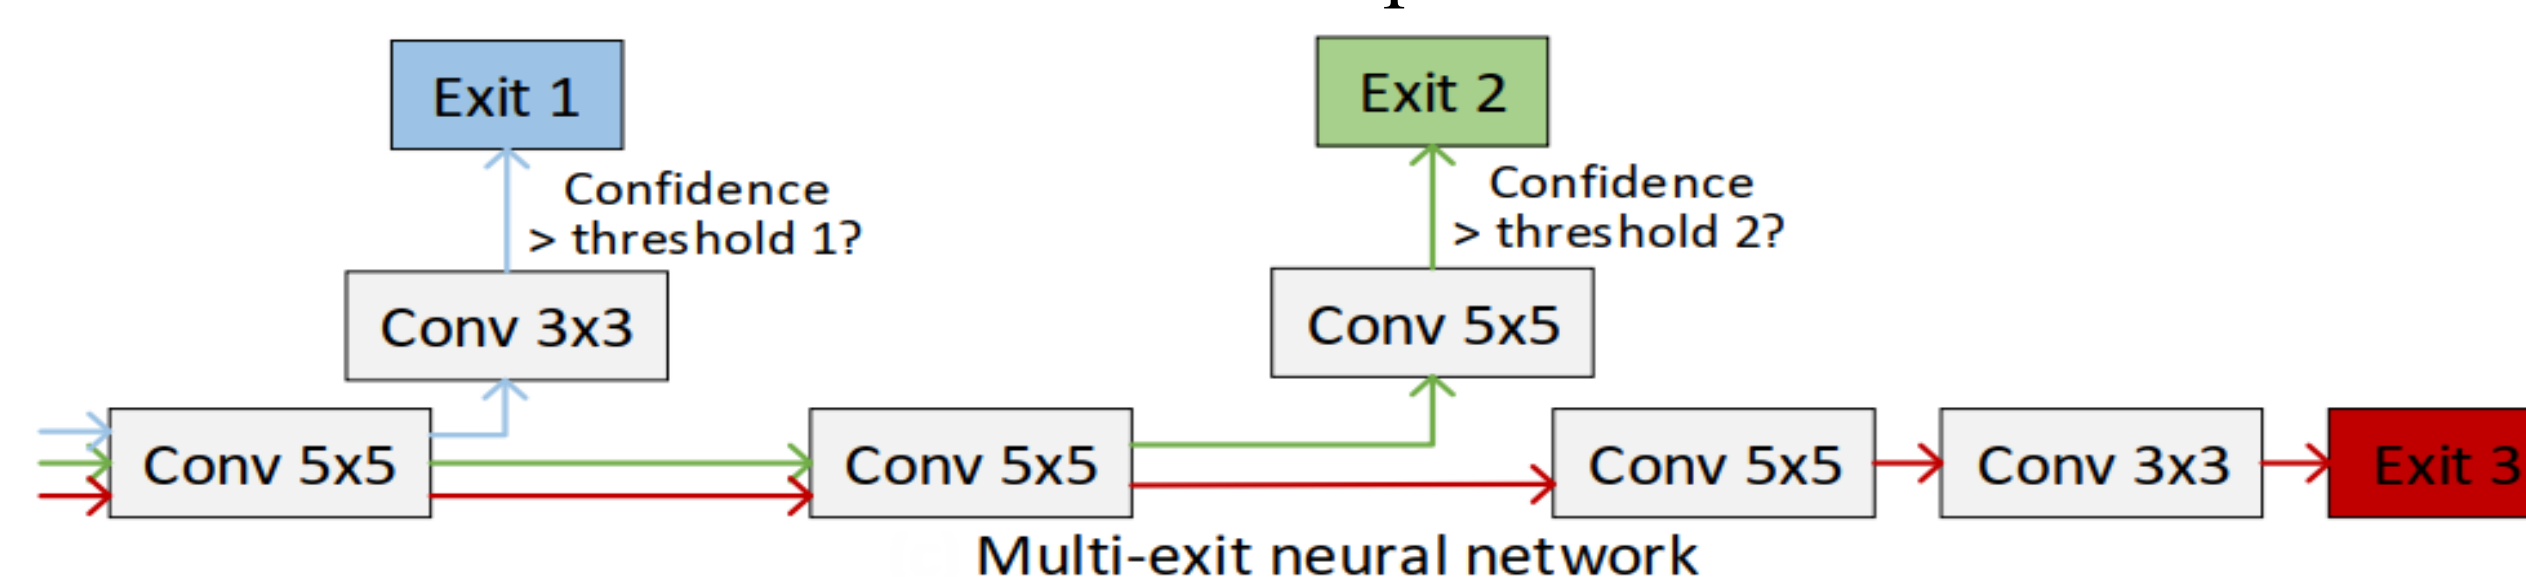 Exit 1
Exit 2
Confidence
> threshold 1?
Confidence
> threshold 2?
Conv 3x3
Conv 5x5
Conv 5x5
Conv 5x5
Conv 5x5
Conv 3x3
Exit 3
Multi-exit neural network